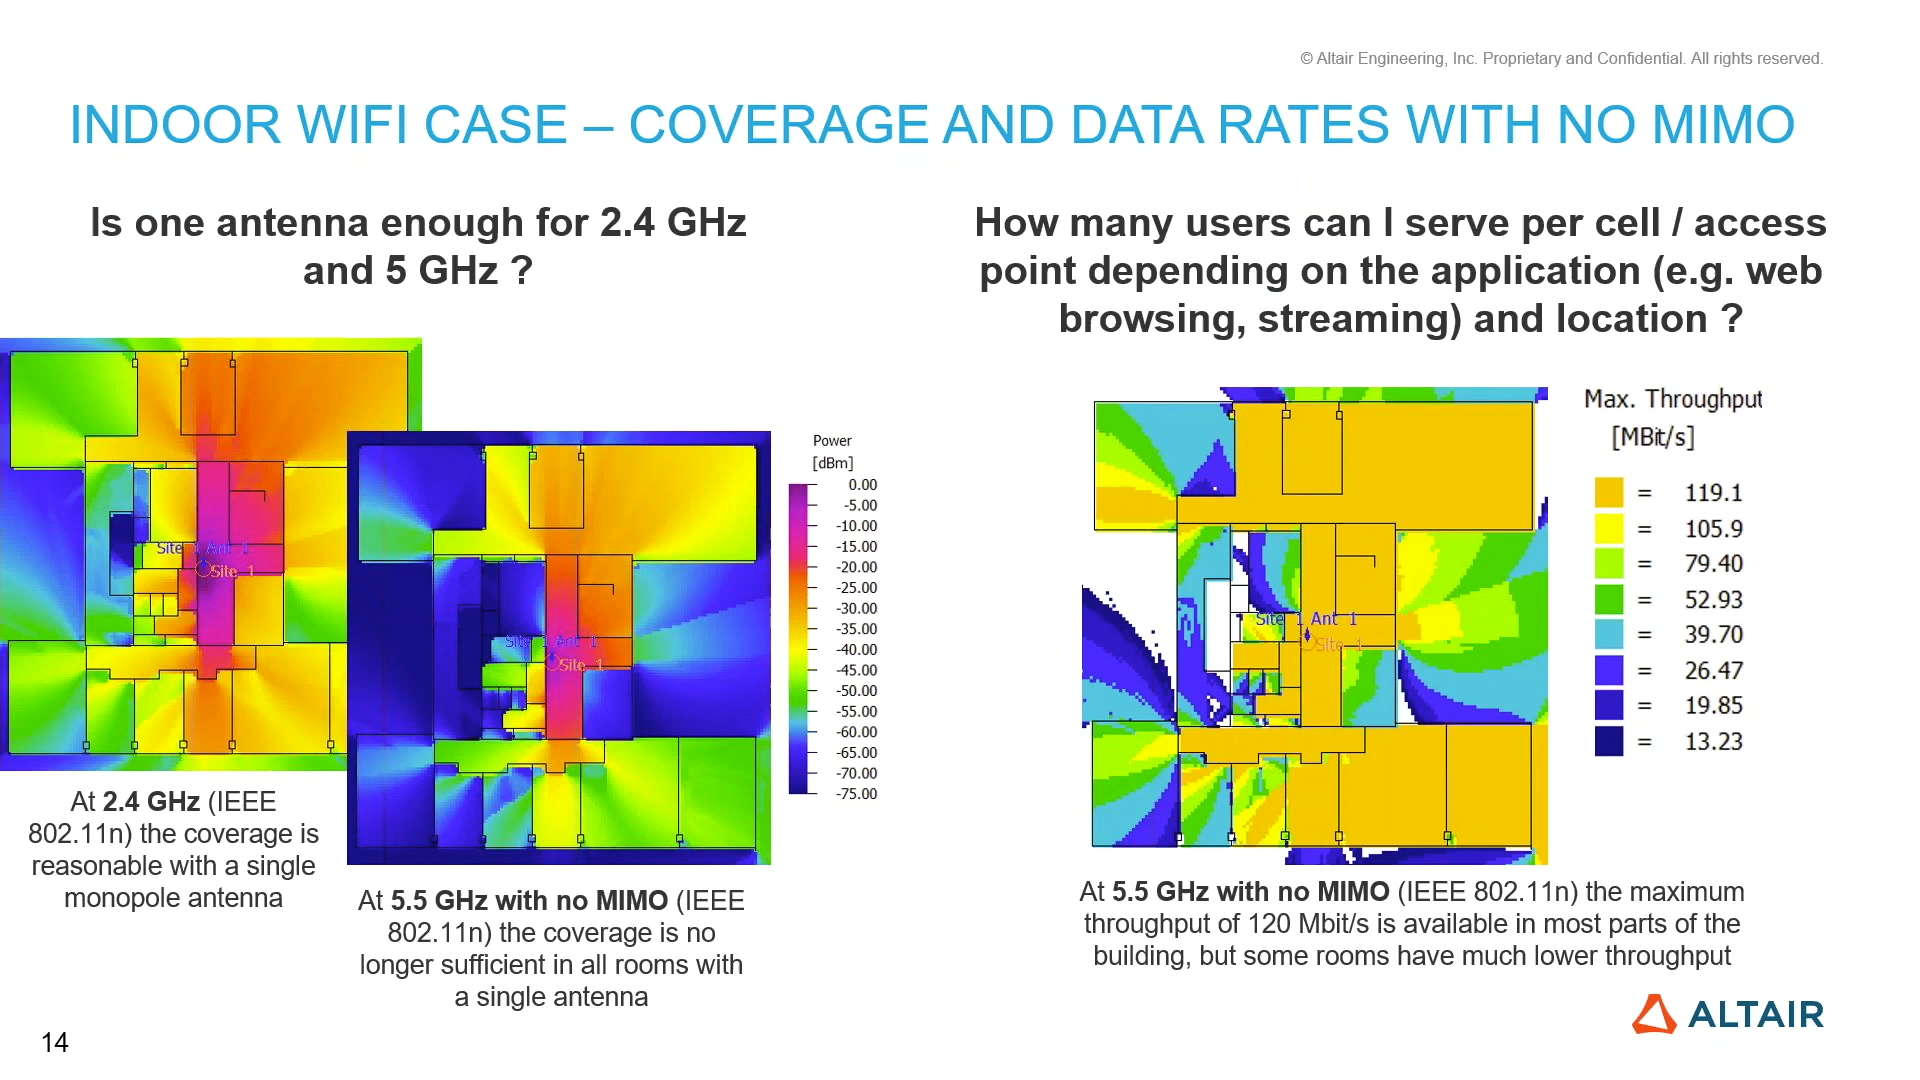 © Altair Engineering, Inc. Proprietary and Confidential. All rights reserved.
INDOOR WIFI CASE – COVERAGE AND DATA RATES WITH NO MIMO
Is one antenna enough for 2.4 GHz
and 5 GHz ?
How many users can I serve per cell / access
point depending on the application (e.g. web
browsing, streaming) and location ?
Site 1 Ant 1
Site 1
Power
[dBm]
0.00
-5.00
-10.00
-15.00
-20.00
-25.00
-30.00
-35.00
-40.00
-45.00
-50.00
-55.00
-60.00
-65.00
-70.00
-75.00
Site 1 Ant 1
Site 1
Site 1 Ant 1
Site 1
Max. Throughput
[MBit/s]
= 119.1
= 105.9
= 79.40
= 52.93
= 39.70
= 26.47
= 19.85
= 13.23
At 2.4 GHz (IEEE
802.11n) the coverage is
reasonable with a single
monopole antenna
At 5.5 GHz with no MIMO (IEEE
802.11n) the coverage is no
longer sufficient in all rooms with
a single antenna
At 5.5 GHz with no MIMO (IEEE 802.11n) the maximum
throughput of 120 Mbit/s is available in most parts of the
building, but some rooms have much lower throughput
ALTAIR
14